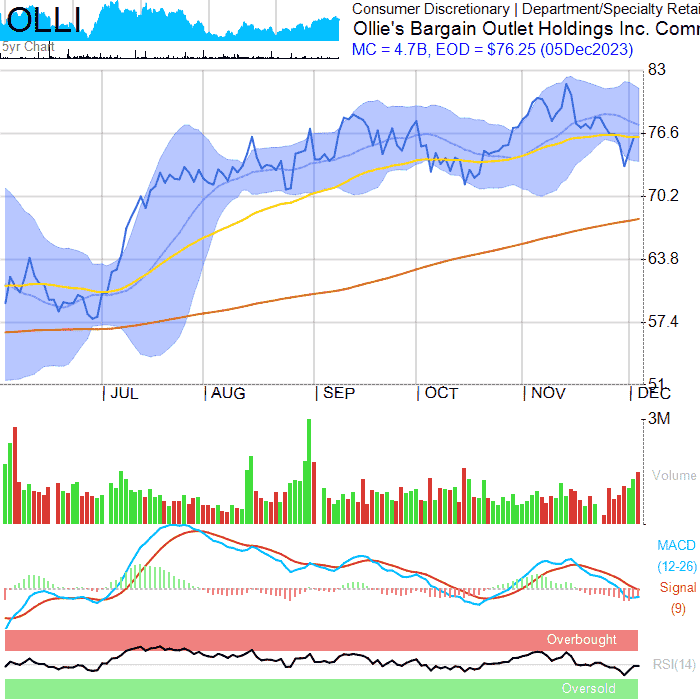 OLLI
5yr Chart
Consumer Discretionary | Department/Specialty Retai
Ollie's Bargain Outlet Holdings Inc. Comm
MC = 4.7B, EOD = $76.25 (05Dec2023)
83
76.6
70.2
63.8
57.4
51
JUL AUG SEP OCT NOV DEC
3M
Volume
MACD
(12-26)
Signal
(9)
Overbought
RSI(14)
Oversold